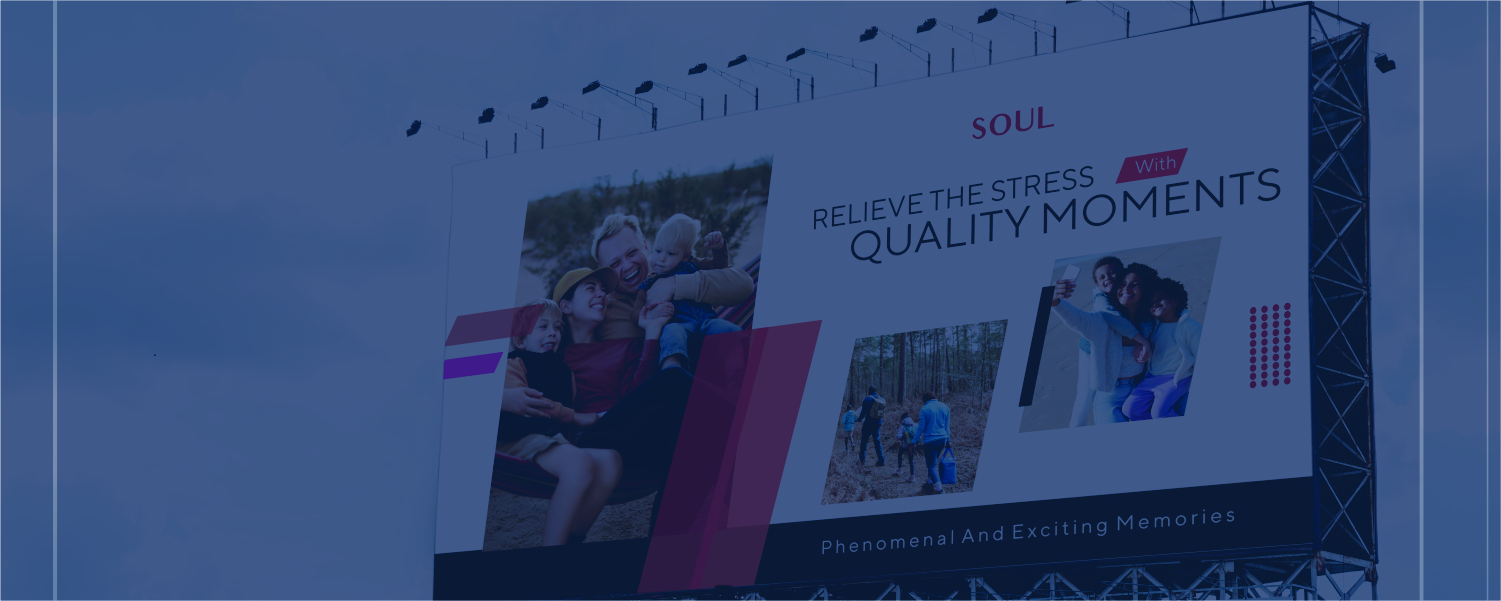 SOUL
RELIEVE THE STRESS With
QUALITY MOMENTS
Phenomenal And Exciting Memories